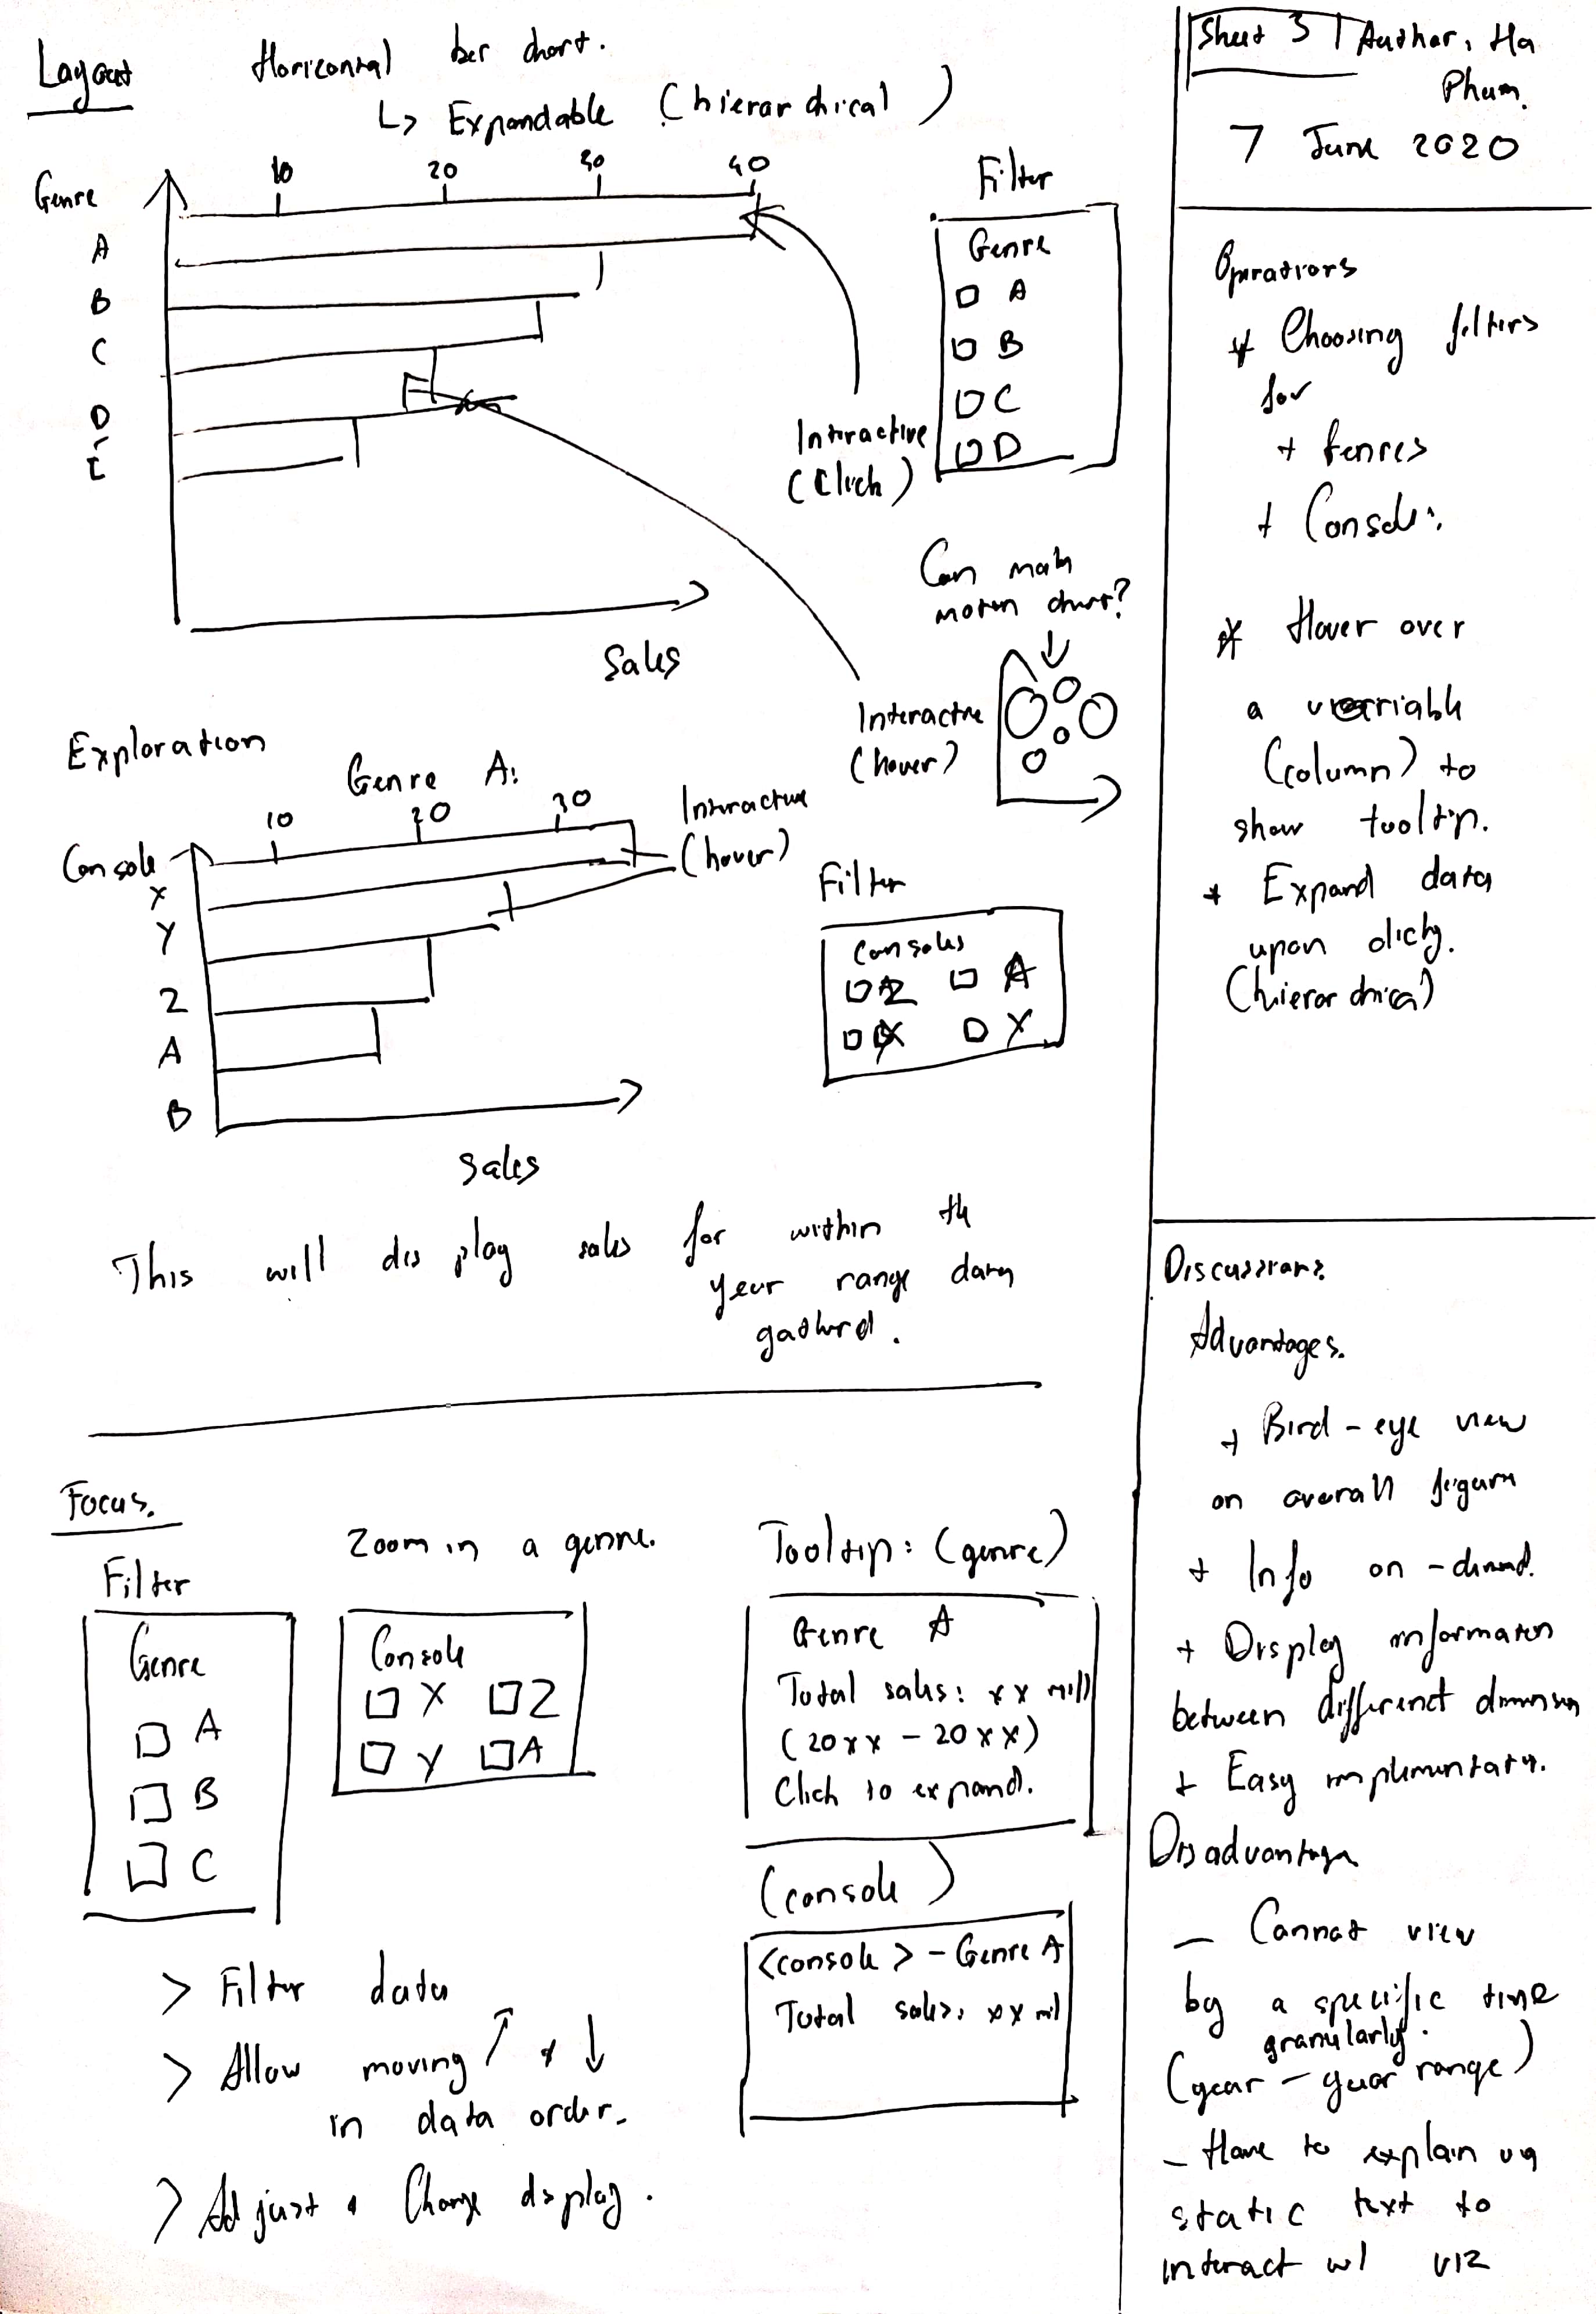 Layout
Horizontal bar chart.
↳ Expandable (hierarchical)
Genre
10 20 30 40
A
B
C
D
E
Sales
Filter
Genre
A
B
C
D
Interactive
(Click)
Can make
motion chart?
Interactive
(hover)
Exploration
Genre A:
10 20 30
Console
X
Y
Z
A
B
Sales
Interactive
(hover)
Filter
Consoles
Z A
X Y
This will display sales for within the
year range data
gathered.
Focus.
Filter
Genre
A
B
C
Zoom in a genre.
Console
X Z
Y A
Tooltip: (genre)
Genre A
Total sales: xx mill
(20xx - 20xx)
Click to expand.
(console)
<console> - Genre A
Total sales: xx mil
> Filter data
> Allow moving ↑ & ↓
in data order.
> Adjust & Change display.
Sheet 3 | Author: Ha
Pham.
7 June 2020
Operations
* Choosing filters
for
+ Genres
+ Consoles.
* Hover over
a variable
(column) to
show tooltip.
* Expand data
upon
(hierarchical)
Discussions.
Advantages.
+ Bird-eye view
on overall figure
+ Info on-demand.
+ Display information
between different dimension
+ Easy implementation.
Disadvantage
- Cannot view
by a specific time
granularly.
(year - year range)
- Have to explain via
static text to
interact w/ viz